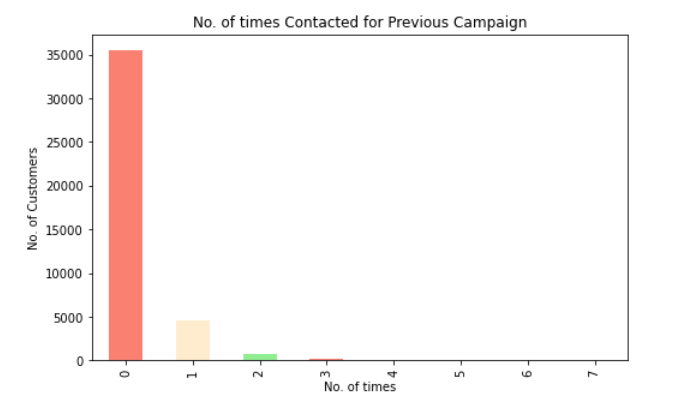 No. of times Contacted for Previous Campaign
35000
30000
25000
20000
15000
10000
5000
0
No. of Customers
0 1 2 3 4 5 6 7
No. of times